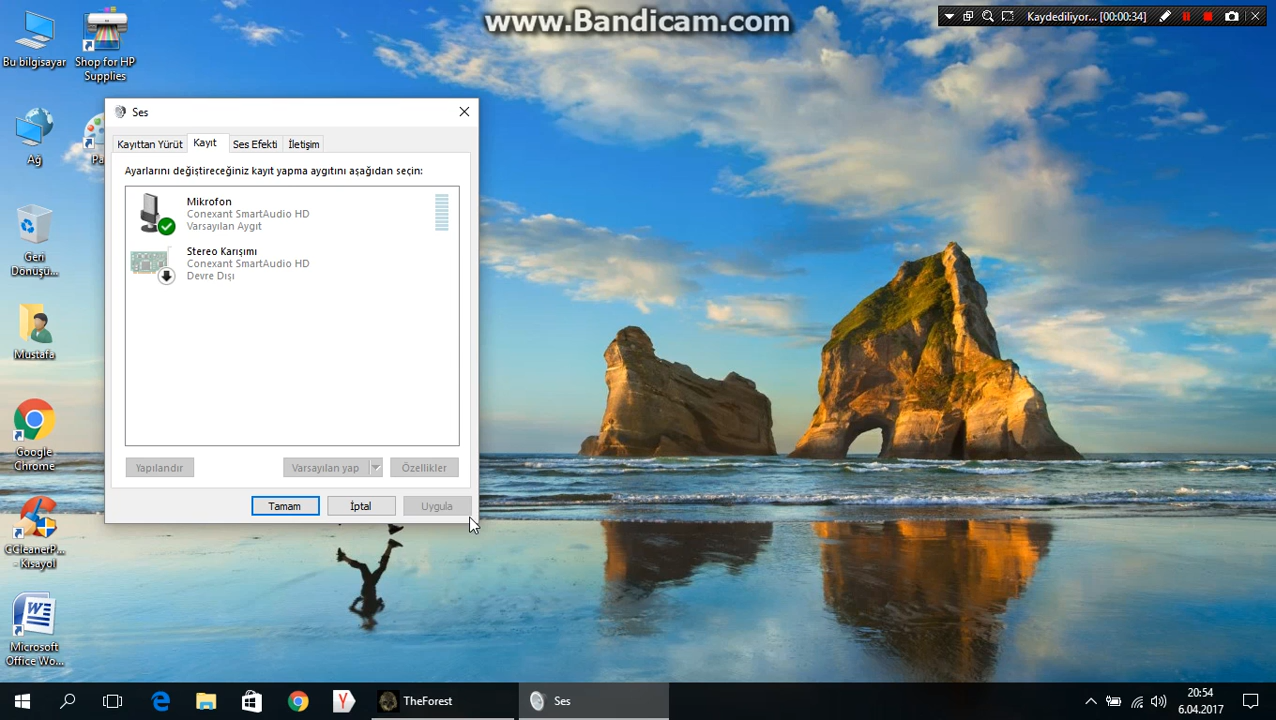 www.Bandicam.com
Kaydediliyor... [00:00:34]
Bu bilgisayar
Shop for HP
Supplies
Ağ
Pa
Geri
Dönüşü...
Mustafa
Google
Chrome
CCleanerP...
- Kısayol
Microsoft
Office Wo...
Ses
Kayıttan Yürüt
Kayıt
Ses Efekti
İletişim
Ayarlarını değiştireceğiniz kayıt yapma aygıtını aşağıdan seçin:
Mikrofon
Conexant SmartAudio HD
Varsayılan Aygıt
Stereo Karışımı
Conexant SmartAudio HD
Devre Dışı
Yapılandır
Varsayılan yap
Özellikler
Tamam
İptal
Uygula
TheForest
Ses
20:54
6.04.2017